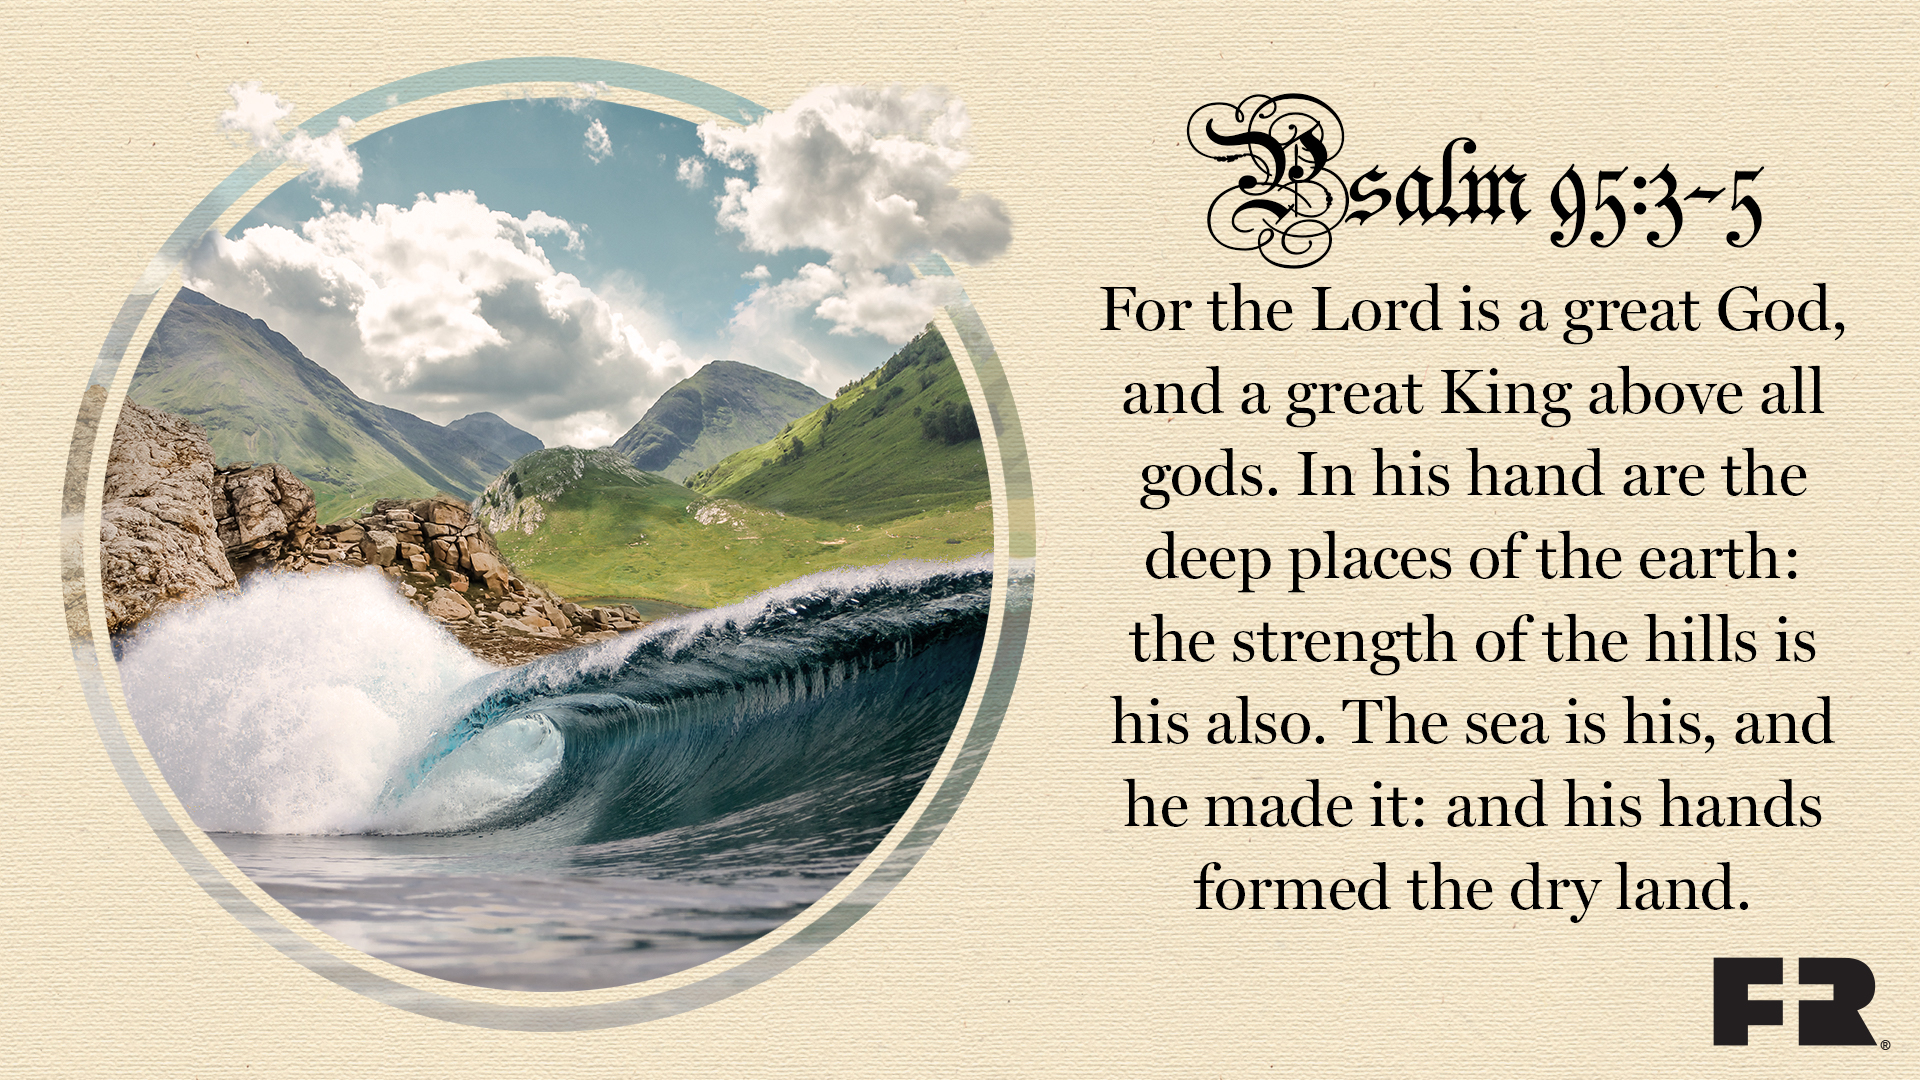 Psalm 95:3-5
For the Lord is a great God,
and a great King above all
gods. In his hand are the
deep places of the earth:
the strength of the hills is
his also. The sea is his, and
he made it: and his hands
formed the dry land.
FR®